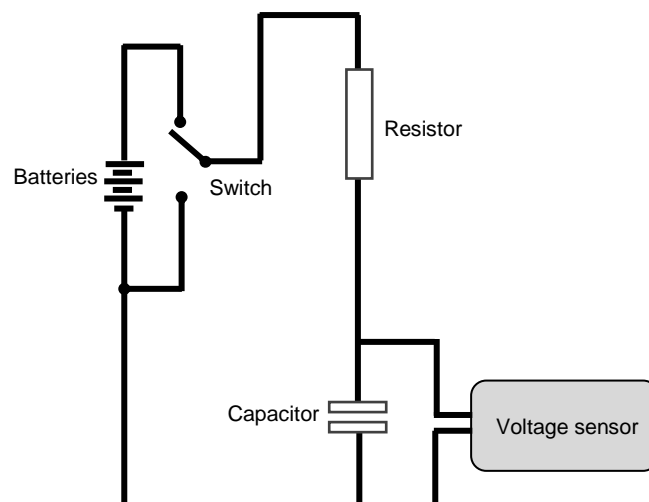 Resistor
Batteries
Switch
Capacitor
Voltage sensor